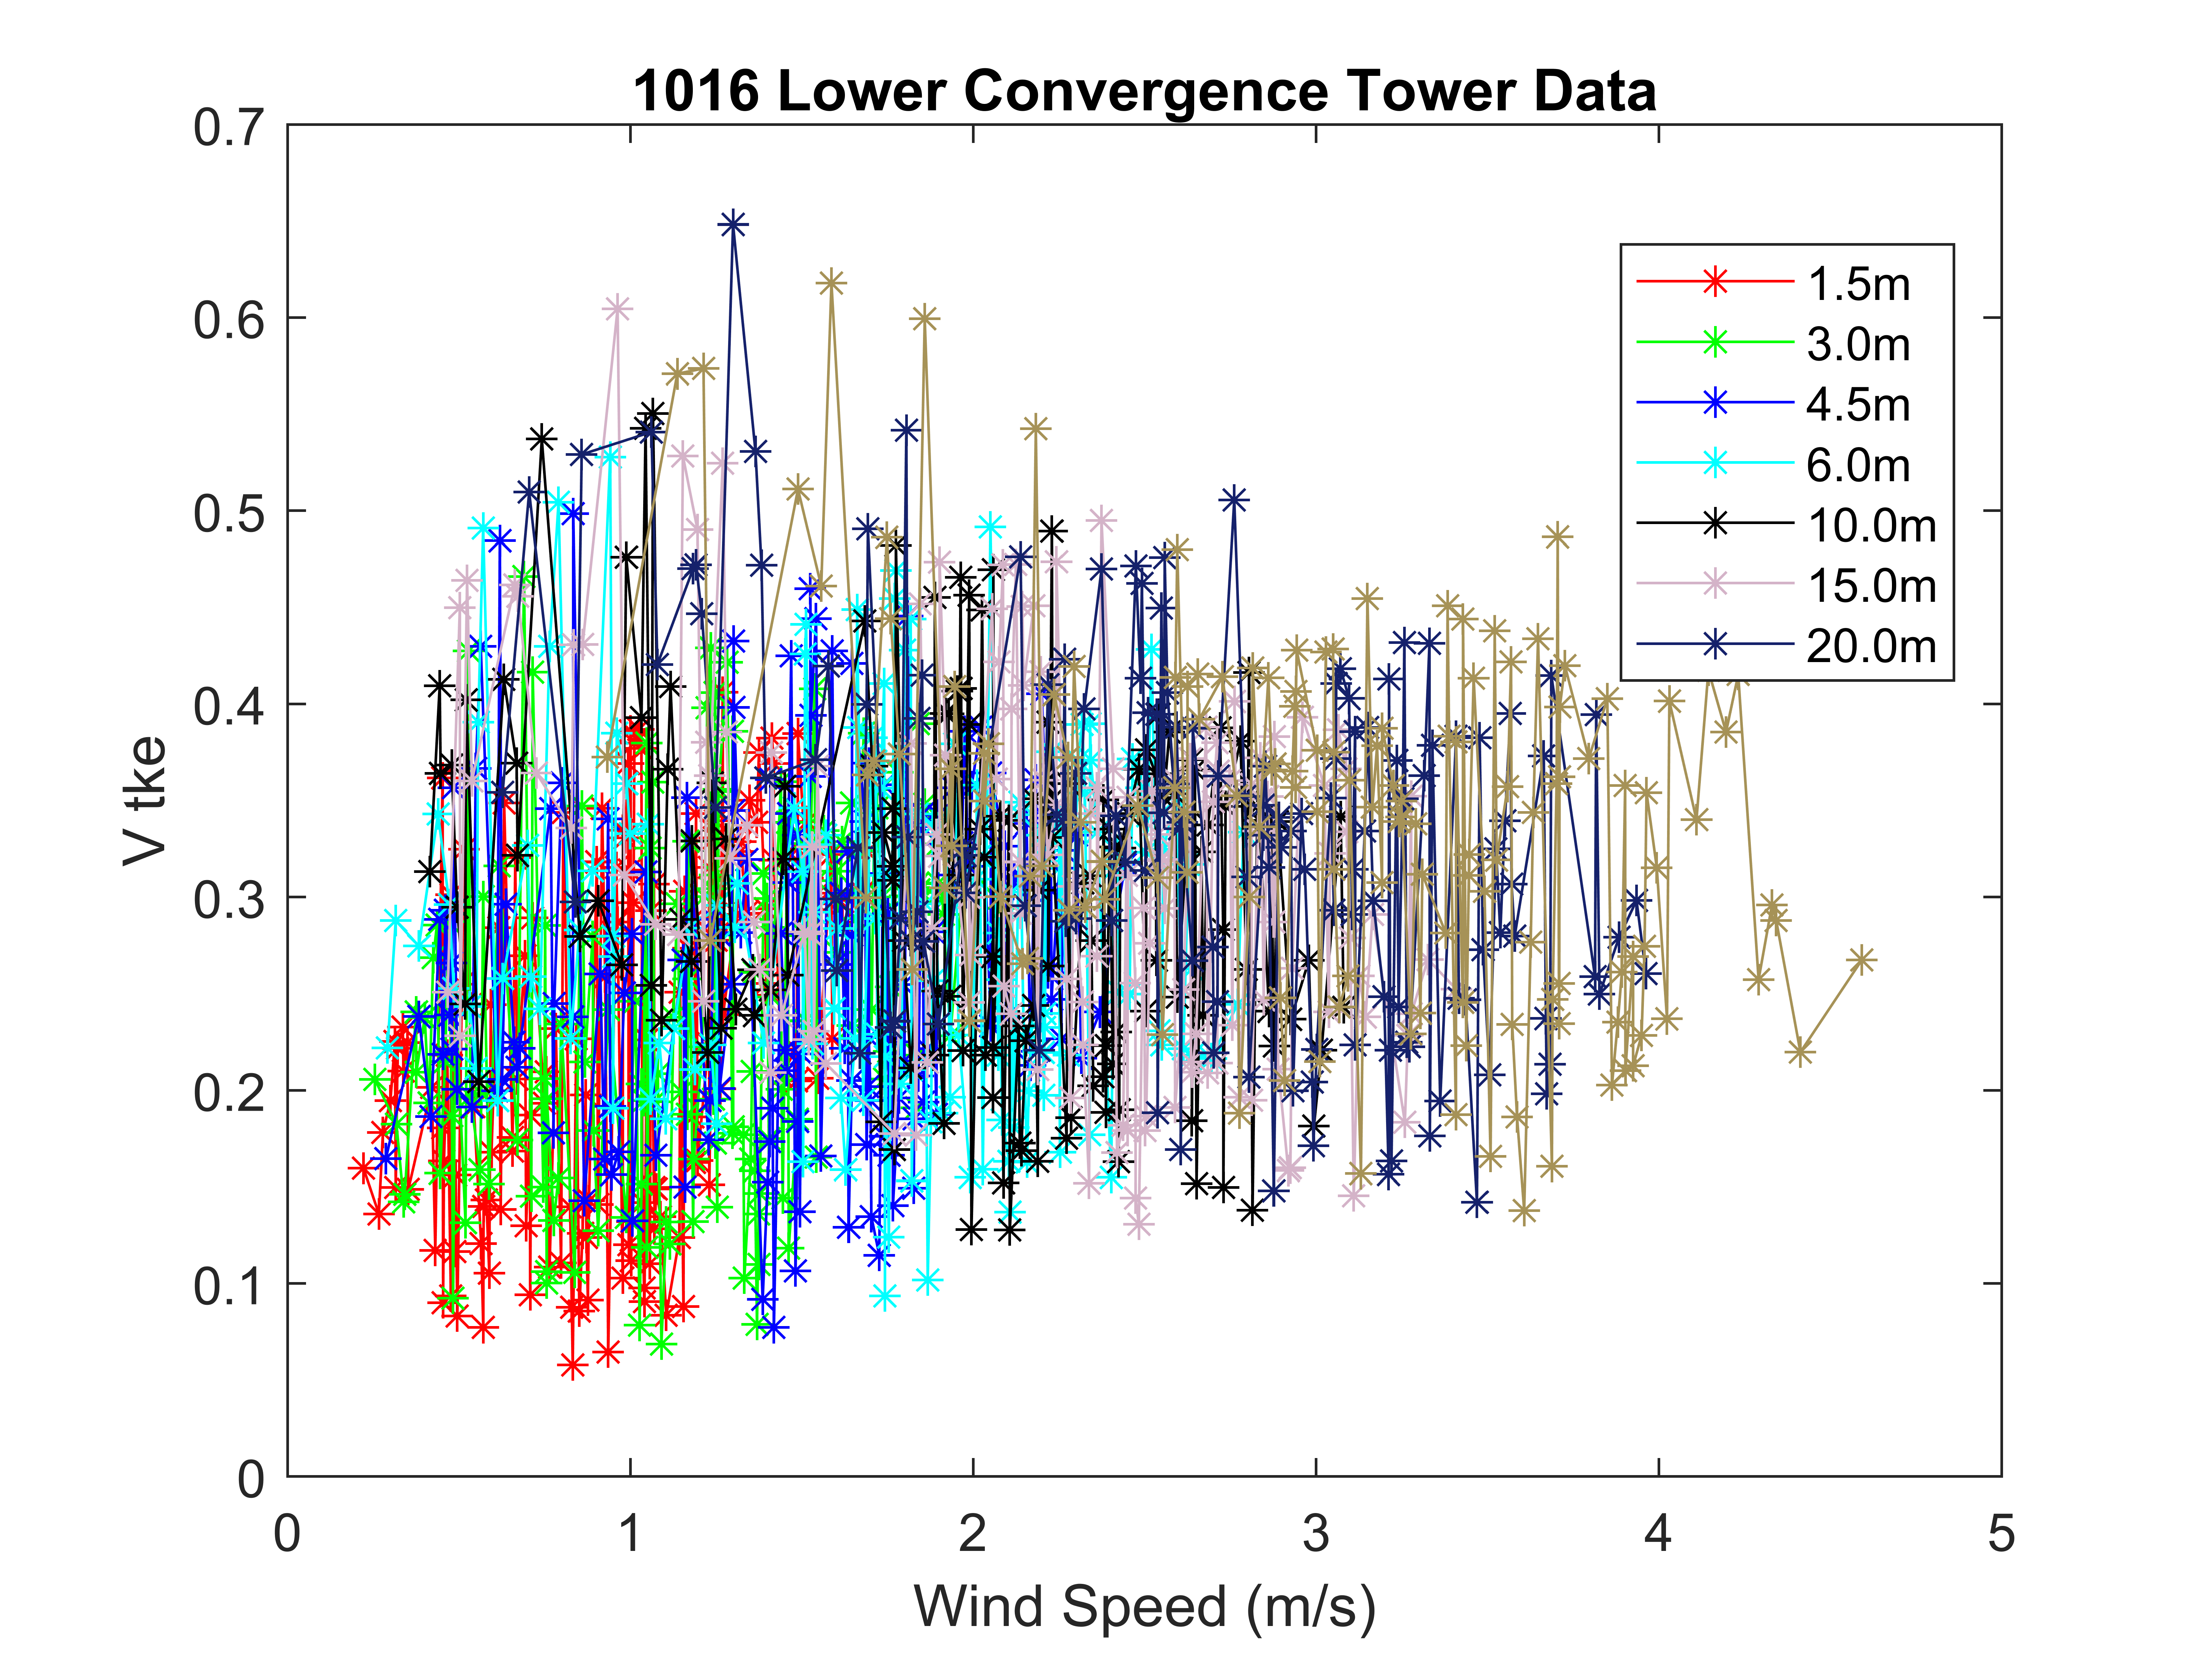 1016 Lower Convergence Tower Data
0.7
0.6
0.5
0.4
0.3
0.2
0.1
0
V tke
1.5m
3.0m
4.5m
6.0m
10.0m
15.0m
20.0m
0 1 2 3 4 5
Wind Speed (m/s)